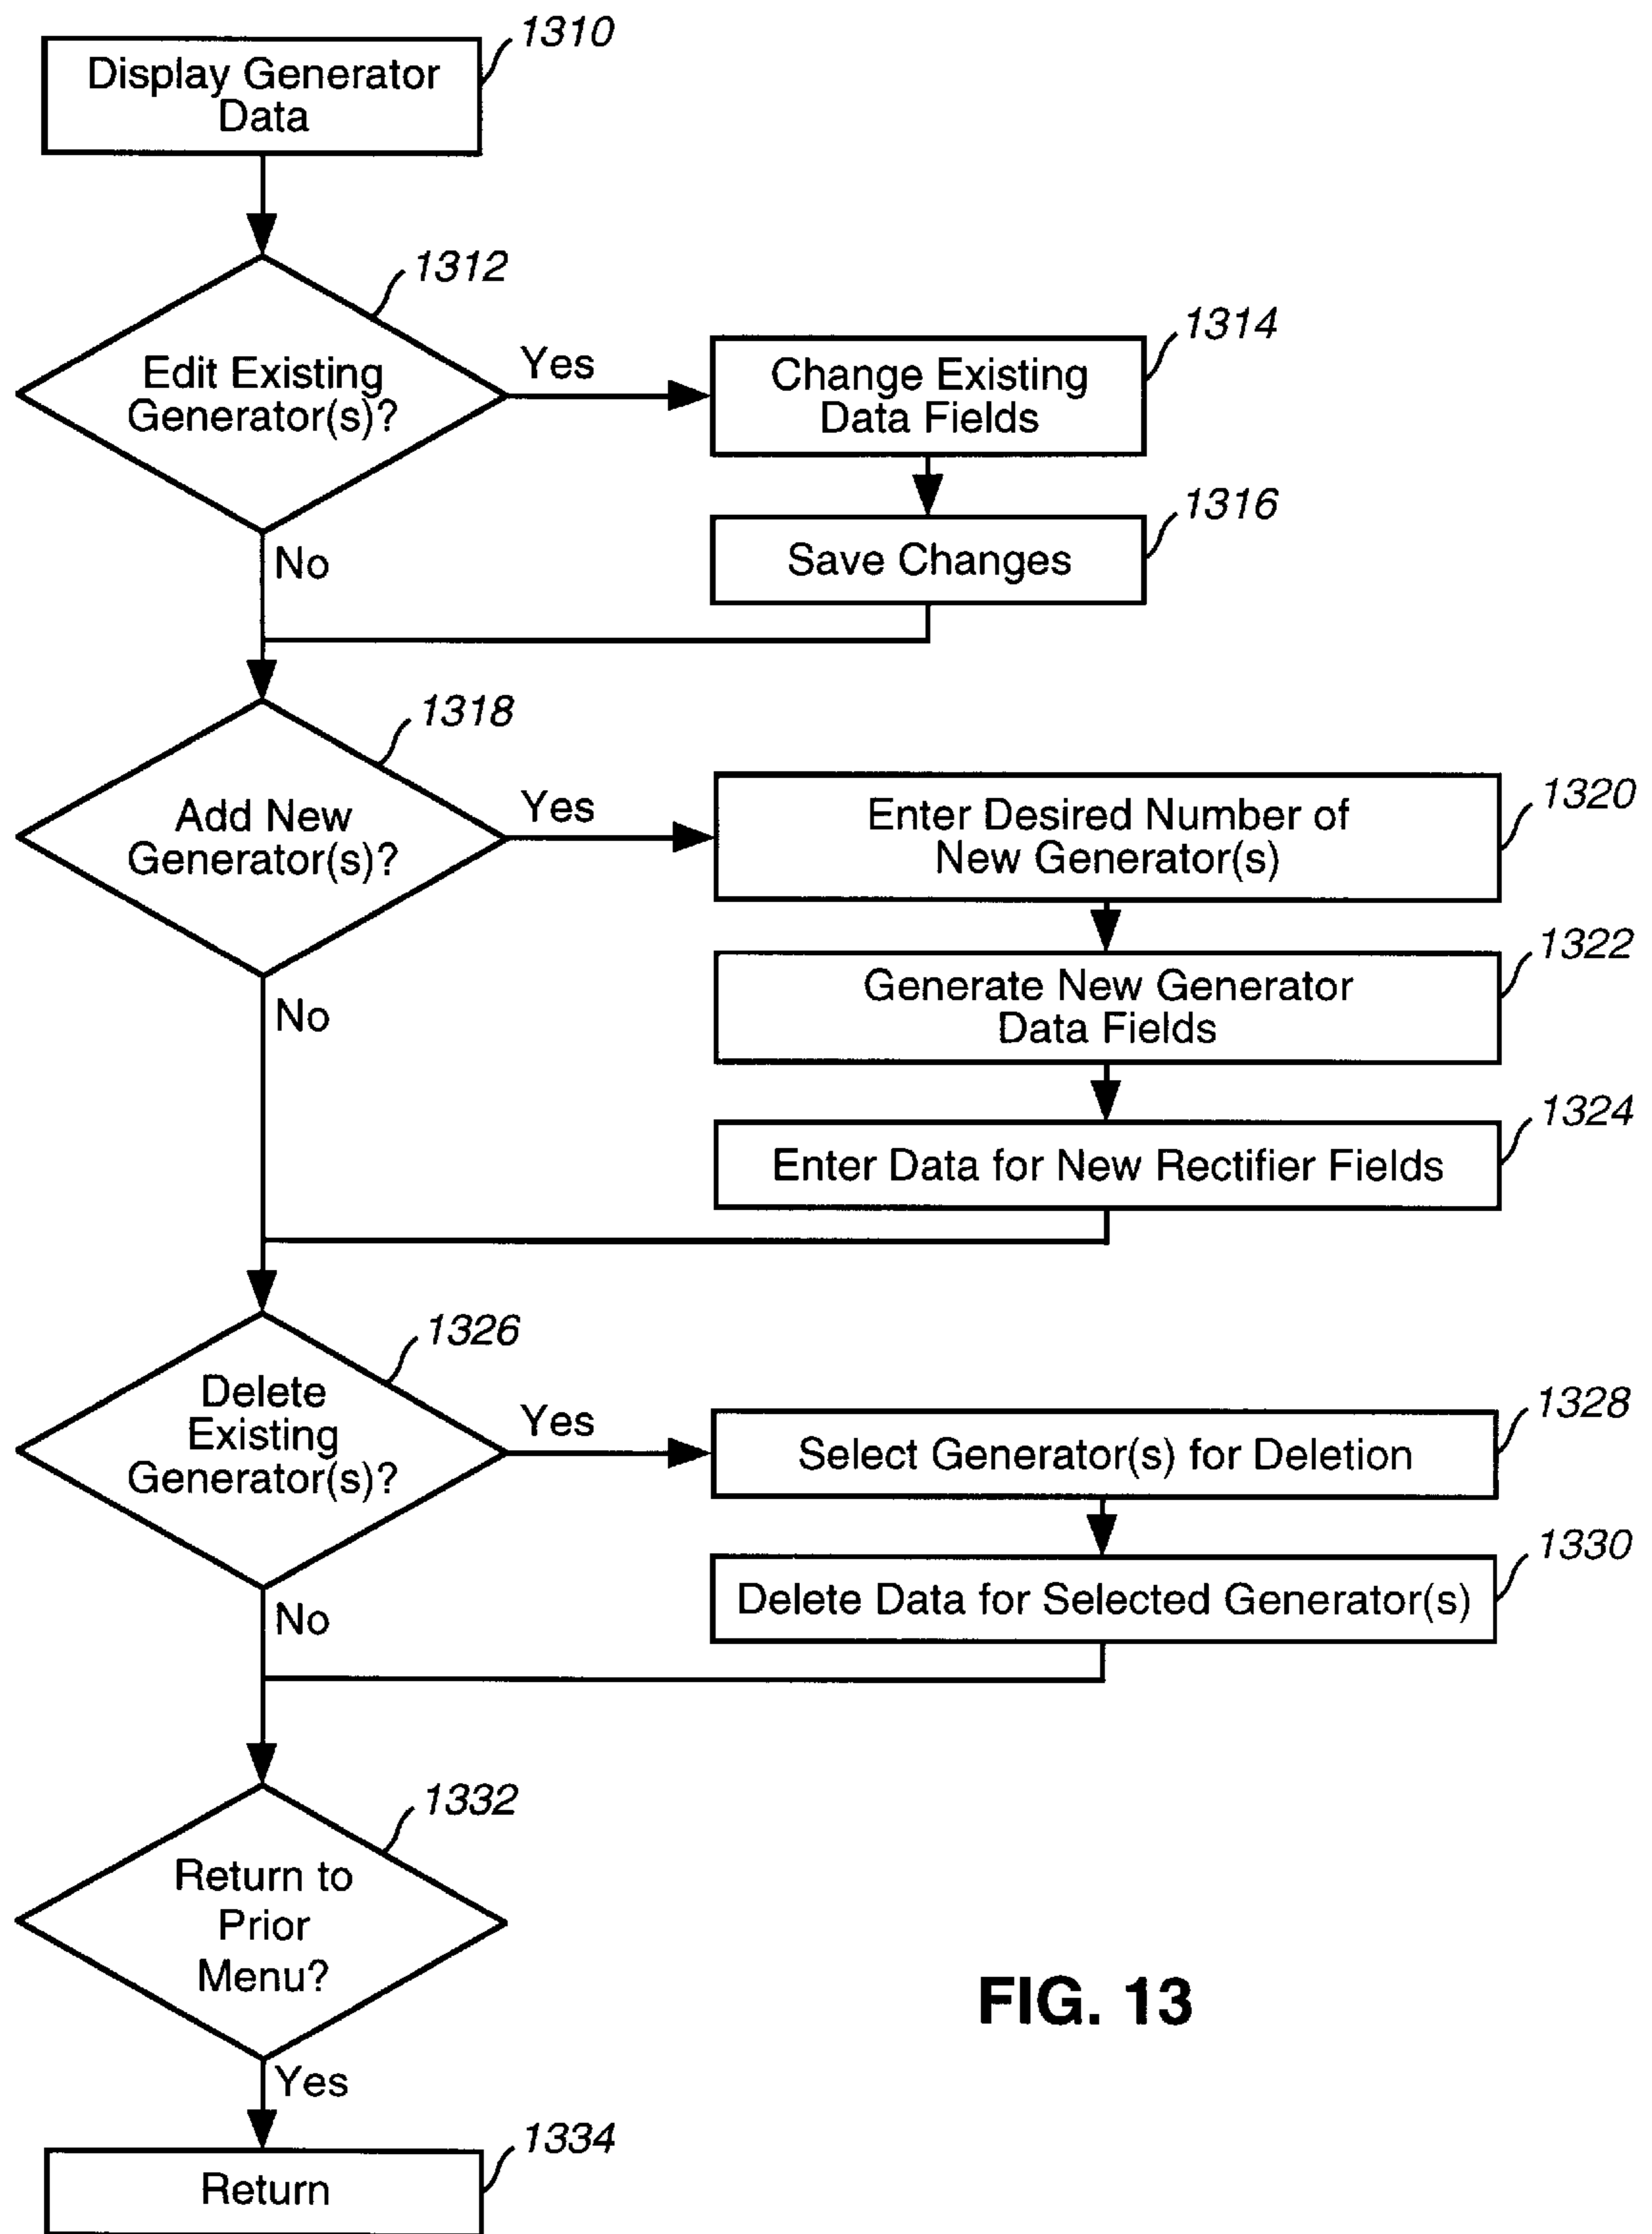 1310
Display Generator
Data
1312
Edit Existing
Generator(s)?
Yes
1314
Change Existing
Data Fields
1316
Save Changes
No
1318
Add New
Generator(s)?
Yes
1320
Enter Desired Number of
New Generator(s)
1322
Generate New Generator
Data Fields
No
1324
Enter Data for New Rectifier Fields
1326
Delete
Existing
Generator(s)?
Yes
1328
Select Generator(s) for Deletion
1330
Delete Data for Selected Generator(s)
No
1332
Return to
Prior
Menu?
FIG. 13
Yes
1334
Return